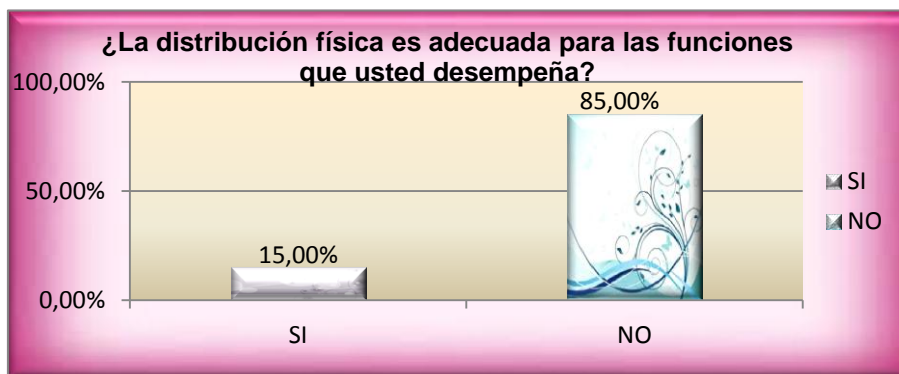 ¿La distribución física es adecuada para las funciones
que usted desempeña?
100,00%
85,00%
50,00%
15,00%
0,00%
SI
NO
SI
NO